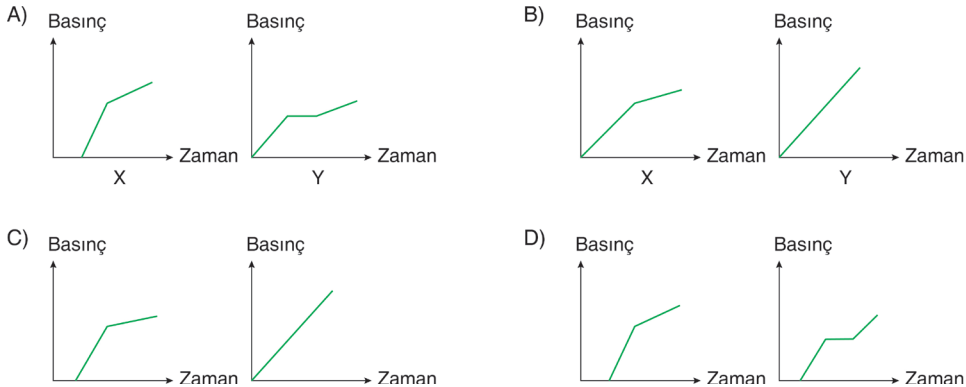 A) Basınç Basınç B) Basınç Basınç
Zaman Zaman Zaman Zaman
X Y X Y
C) Basınç Basınç D) Basınç Basınç
Zaman Zaman Zaman Zaman